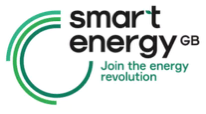 smart
energy GB
Join the energy
revolution